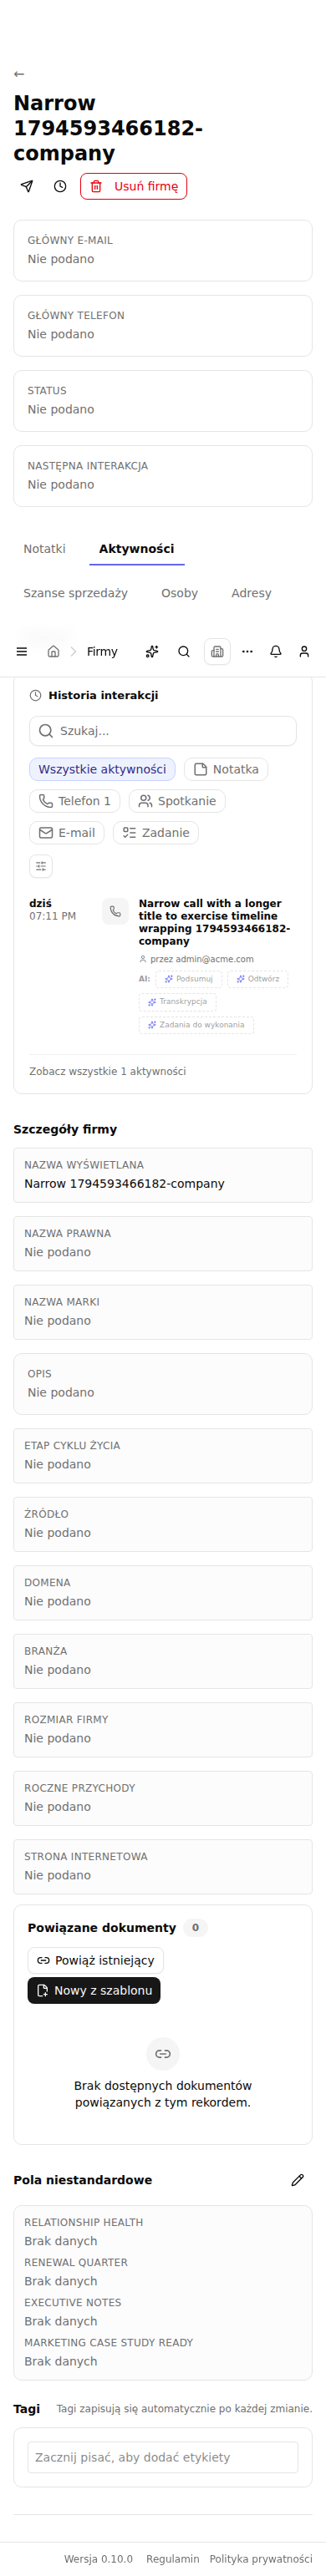 ←
Narrow
1794593466182-
company
Usuń firmę
GŁÓWNY E-MAIL
Nie podano
GŁÓWNY TELEFON
Nie podano
STATUS
Nie podano
NASTĘPNA INTERAKCJA
Nie podano
Notatki Aktywności
Szanse sprzedaży Osoby Adresy
Firmy
Historia interakcji
Szukaj...
Wszystkie aktywności Notatka
Telefon 1 Spotkanie
E-mail Zadanie
dziś
07:11 PM
Narrow call with a longer
title to exercise timeline
wrapping 1794593466182-
company
przez admin@acme.com
AI: Podsumuj Odtwórz
Transkrypcja
Zadania do wykonania
Zobacz wszystkie 1 aktywności
Szczegóły firmy
NAZWA WYŚWIETLANA
Narrow 1794593466182-company
NAZWA PRAWNA
Nie podano
NAZWA MARKI
Nie podano
OPIS
Nie podano
ETAP CYKLU ŻYCIA
Nie podano
ŹRÓDŁO
Nie podano
DOMENA
Nie podano
BRANŻA
Nie podano
ROZMIAR FIRMY
Nie podano
ROCZNE PRZYCHODY
Nie podano
STRONA INTERNETOWA
Nie podano
Powiązane dokumenty 0
Powiąż istniejący
Nowy z szablonu
Brak dostępnych dokumentów
powiązanych z tym rekordem.
Pola niestandardowe
RELATIONSHIP HEALTH
Brak danych
RENEWAL QUARTER
Brak danych
EXECUTIVE NOTES
Brak danych
MARKETING CASE STUDY READY
Brak danych
Tagi Tagi zapisują się automatycznie po każdej zmianie.
Zacznij pisać, aby dodać etykiety
Wersja 0.10.0 Regulamin Polityka prywatności